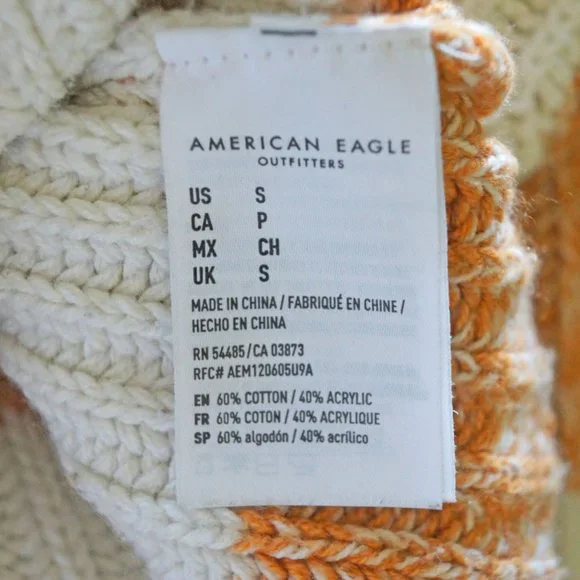 AMERICAN EAGLE
OUTFITTERS
US S
CA P
MX CH
UK S
MADE IN CHINA / FABRIQUÉ EN CHINE /
HECHO EN CHINA
RN 54485/CA 03873
RFC# AEM120605U9A
EN 60% COTTON / 40% ACRYLIC
FR 60% COTON / 40% ACRYLIQUE
SP 60% algodón / 40% acrílico